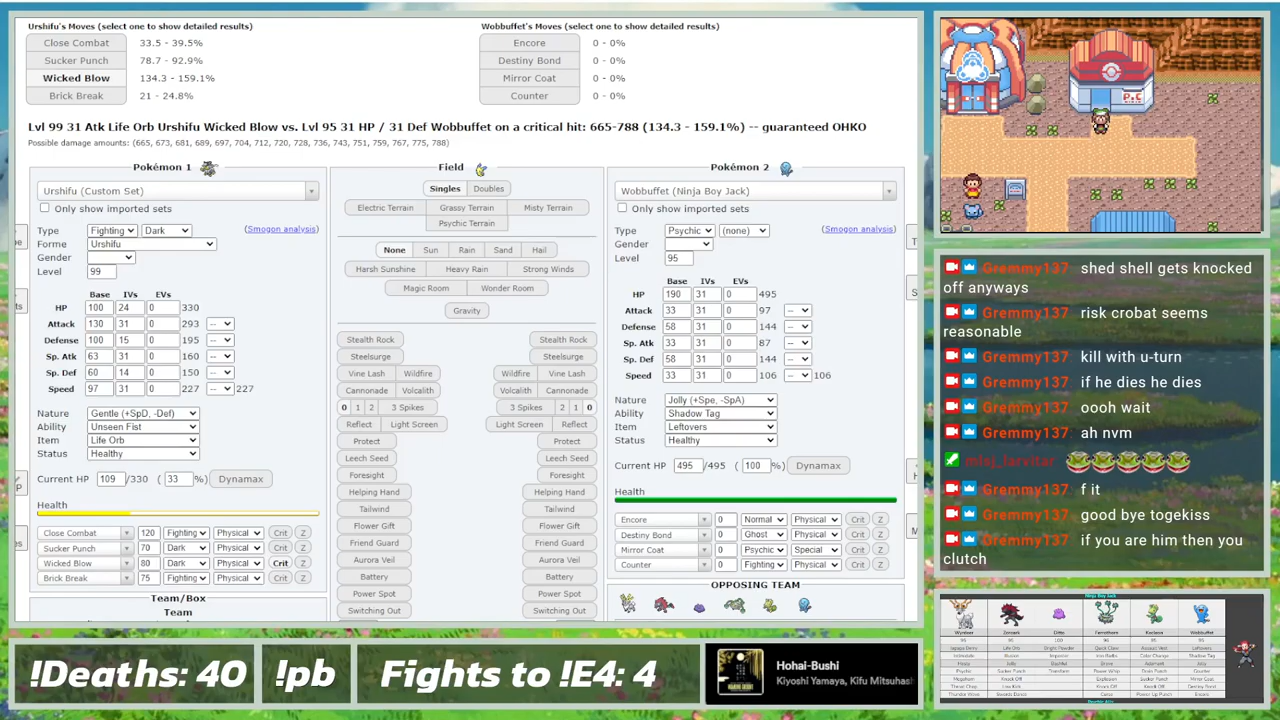 Urshifu's Moves (select one to show detailed results)
Close Combat 33.5 - 39.5%
Sucker Punch 78.7 - 92.9%
Wicked Blow 134.3 - 159.1%
Brick Break 21 - 24.8%
Wobbuffet's Moves (select one to show detailed results)
Encore 0 - 0%
Destiny Bond 0 - 0%
Mirror Coat 0 - 0%
Counter 0 - 0%
Lvl 99 31 Atk Life Orb Urshifu Wicked Blow vs. Lvl 95 31 HP / 31 Def Wobbuffet on a critical hit: 665-788 (134.3 - 159.1%) -- guaranteed OHKO
Possible damage amounts: (665, 673, 681, 689, 697, 704, 712, 720, 728, 736, 743, 751, 759, 767, 775, 788)
Pokémon 1
Urshifu (Custom Set)
Only show imported sets
Type Fighting Dark (Smogon analysis)
Forme Urshifu
Gender
Level 99
Base IVs EVs
HP 100 24 0 330
Attack 130 31 0 293 --
Defense 100 15 0 195 --
Sp. Atk 63 31 0 160 --
Sp. Def 60 14 0 150 --
Speed 97 31 0 227 -- 227
Nature Gentle (+SpD, -Def)
Ability Unseen Fist
Item Life Orb
Status Healthy
Current HP 109 /330 ( 33 %) Dynamax
Health
Close Combat 120 Fighting Physical Crit Z
Sucker Punch 70 Dark Physical Crit Z
Wicked Blow 80 Dark Physical Crit Z
Brick Break 75 Fighting Physical Crit Z
Team/Box
Team
Field
Singles Doubles
Electric Terrain Grassy Terrain Misty Terrain
Psychic Terrain
None Sun Rain Sand Hail
Harsh Sunshine Heavy Rain Strong Winds
Magic Room Wonder Room
Gravity
Stealth Rock Stealth Rock
Steelsurge Steelsurge
Vine Lash Wildfire Wildfire Vine Lash
Cannonade Volcalith Volcalith Cannonade
0 1 2 3 Spikes 3 Spikes 2 1 0
Reflect Light Screen Light Screen Reflect
Protect Protect
Leech Seed Leech Seed
Foresight Foresight
Helping Hand Helping Hand
Tailwind Tailwind
Flower Gift Flower Gift
Friend Guard Friend Guard
Aurora Veil Aurora Veil
Battery Battery
Power Spot Power Spot
Switching Out Switching Out
Pokémon 2
Wobbuffet (Ninja Boy Jack)
Only show imported sets
Type Psychic (none) (Smogon analysis)
Gender
Level 95
Base IVs EVs
HP 190 31 0 495
Attack 33 31 0 97 --
Defense 58 31 0 144 --
Sp. Atk 33 31 0 87 --
Sp. Def 58 31 0 144 --
Speed 33 31 0 106 -- 106
Nature Jolly (+Spe, -SpA)
Ability Shadow Tag
Item Leftovers
Status Healthy
Current HP 495 /495 ( 100 %) Dynamax
Health
Encore 0 Normal Physical Crit Z
Destiny Bond 0 Ghost Physical Crit Z
Mirror Coat 0 Psychic Special Crit Z
Counter 0 Fighting Physical Crit Z
OPPOSING TEAM
P.C
Gremmy137 shed shell gets knocked
off anyways
Gremmy137 risk crobat seems
reasonable
Gremmy137 kill with u-turn
Gremmy137 if he dies he dies
Gremmy137 oooh wait
Gremmy137 ah nvm
mlsj_larvitar
Gremmy137 f it
Gremmy137 good bye togekiss
Gremmy137 if you are him then you
clutch
Ninja Boy Jack
Wyrdeer Zoroark Ditto Ferrothorn Kecleon Wobbuffet
Hohai-Bushi
Kiyoshi Yamaya, Kifu Mitsuhash